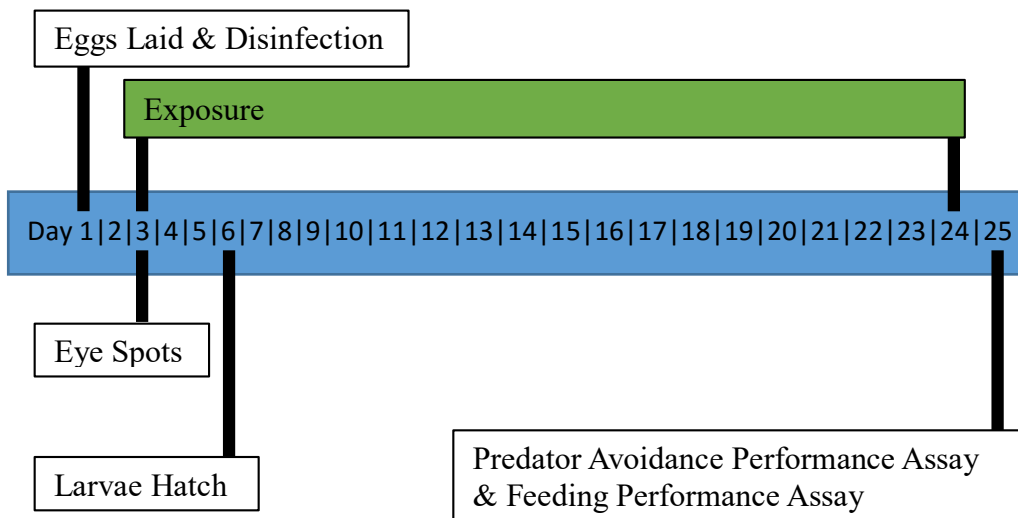 Eggs Laid & Disinfection
Exposure
Day 1|2|3|4|5|6|7|8|9|10|11|12|13|14|15|16|17|18|19|20|21|22|23|24|25
Eye Spots
Larvae Hatch
Predator Avoidance Performance Assay
& Feeding Performance Assay